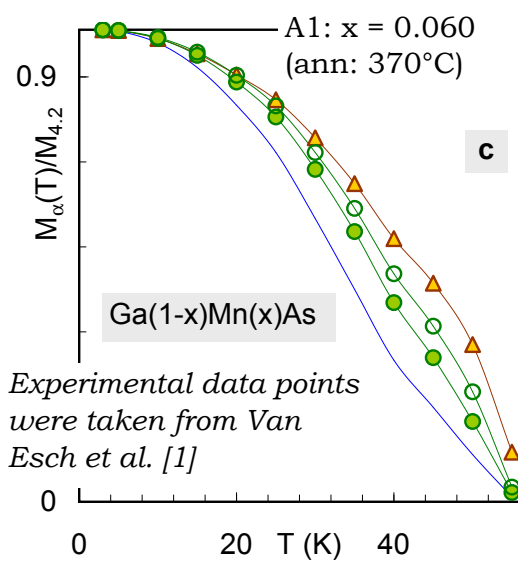 A1: x = 0.060
(ann: 370°C)
0.9
c
Mα(T)/M4.2
Ga(1-x)Mn(x)As
Experimental data points
were taken from Van
Esch et al. [1]
0
0 20 T (K) 40